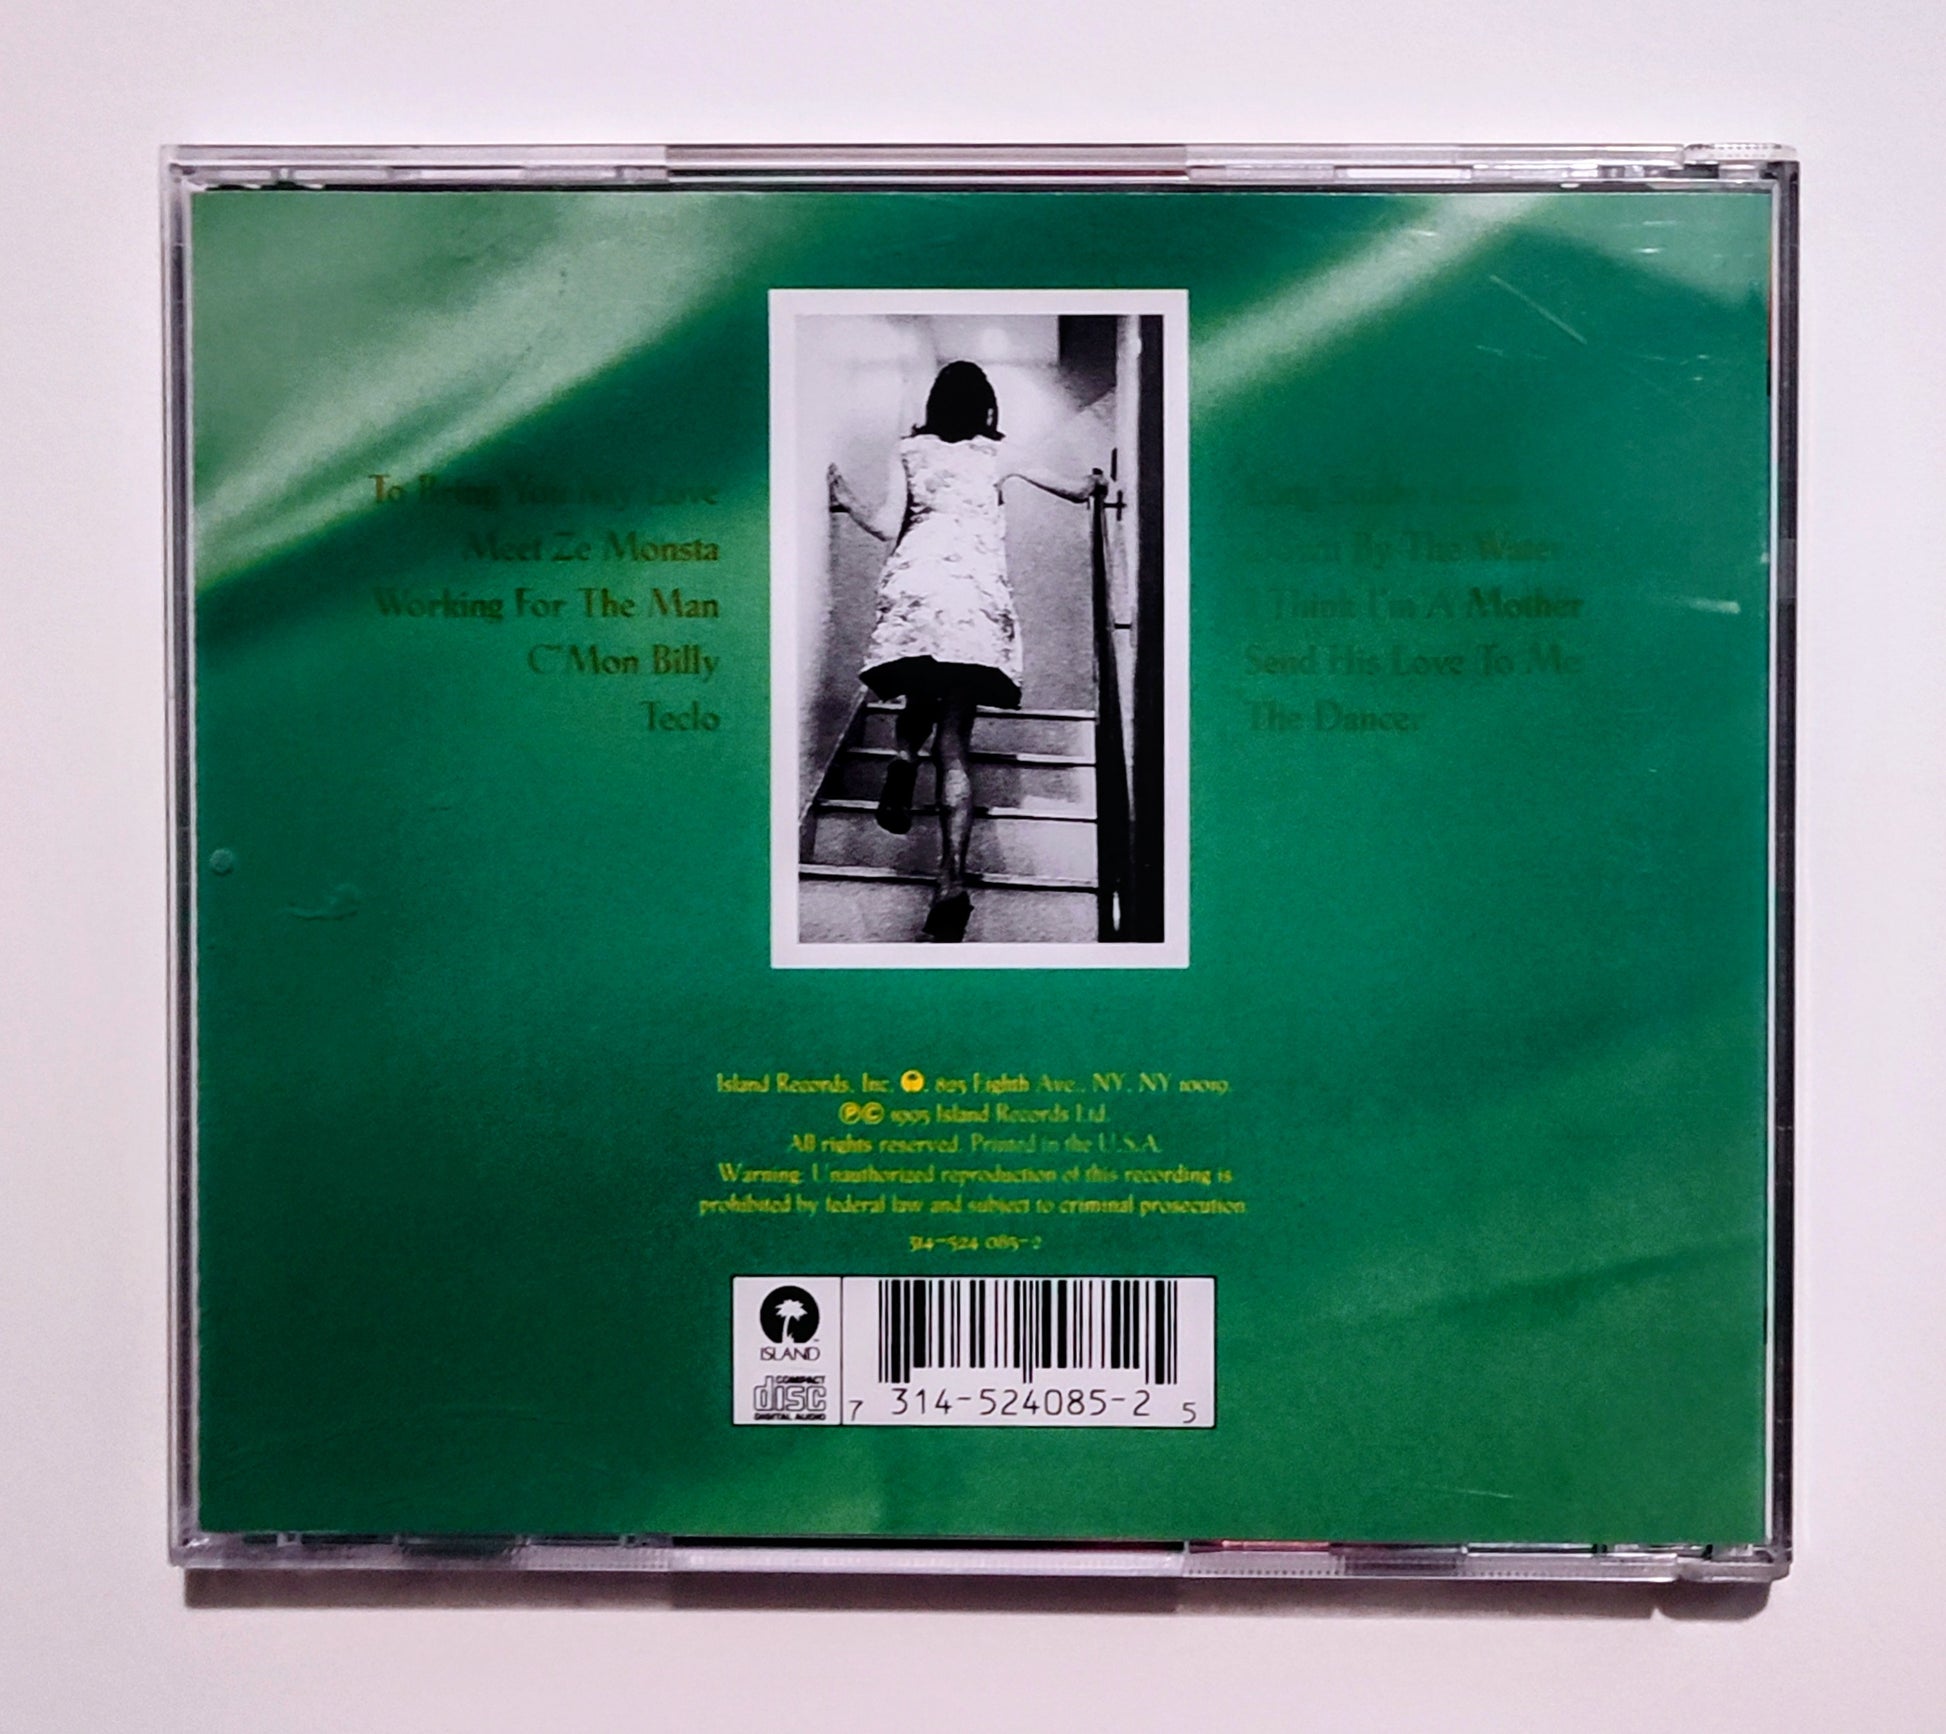 To Bring You My Love
Meet Ze Monsta
Working For The Man
C'Mon Billy
Teclo
Long Snake Moan
Down By The Water
I Think I'm A Mother
Send His Love To Me
The Dancer
Island Records, Inc. 825 Eighth Ave., NY, NY 10019.
℗© 1995 Island Records Ltd.
All rights reserved. Printed in the U.S.A.
Warning: Unauthorized reproduction of this recording is
prohibited by federal law and subject to criminal prosecution
314-524 085-2
ISLAND
COMPACT
disc
DIGITAL AUDIO
7 314-524085-2 5